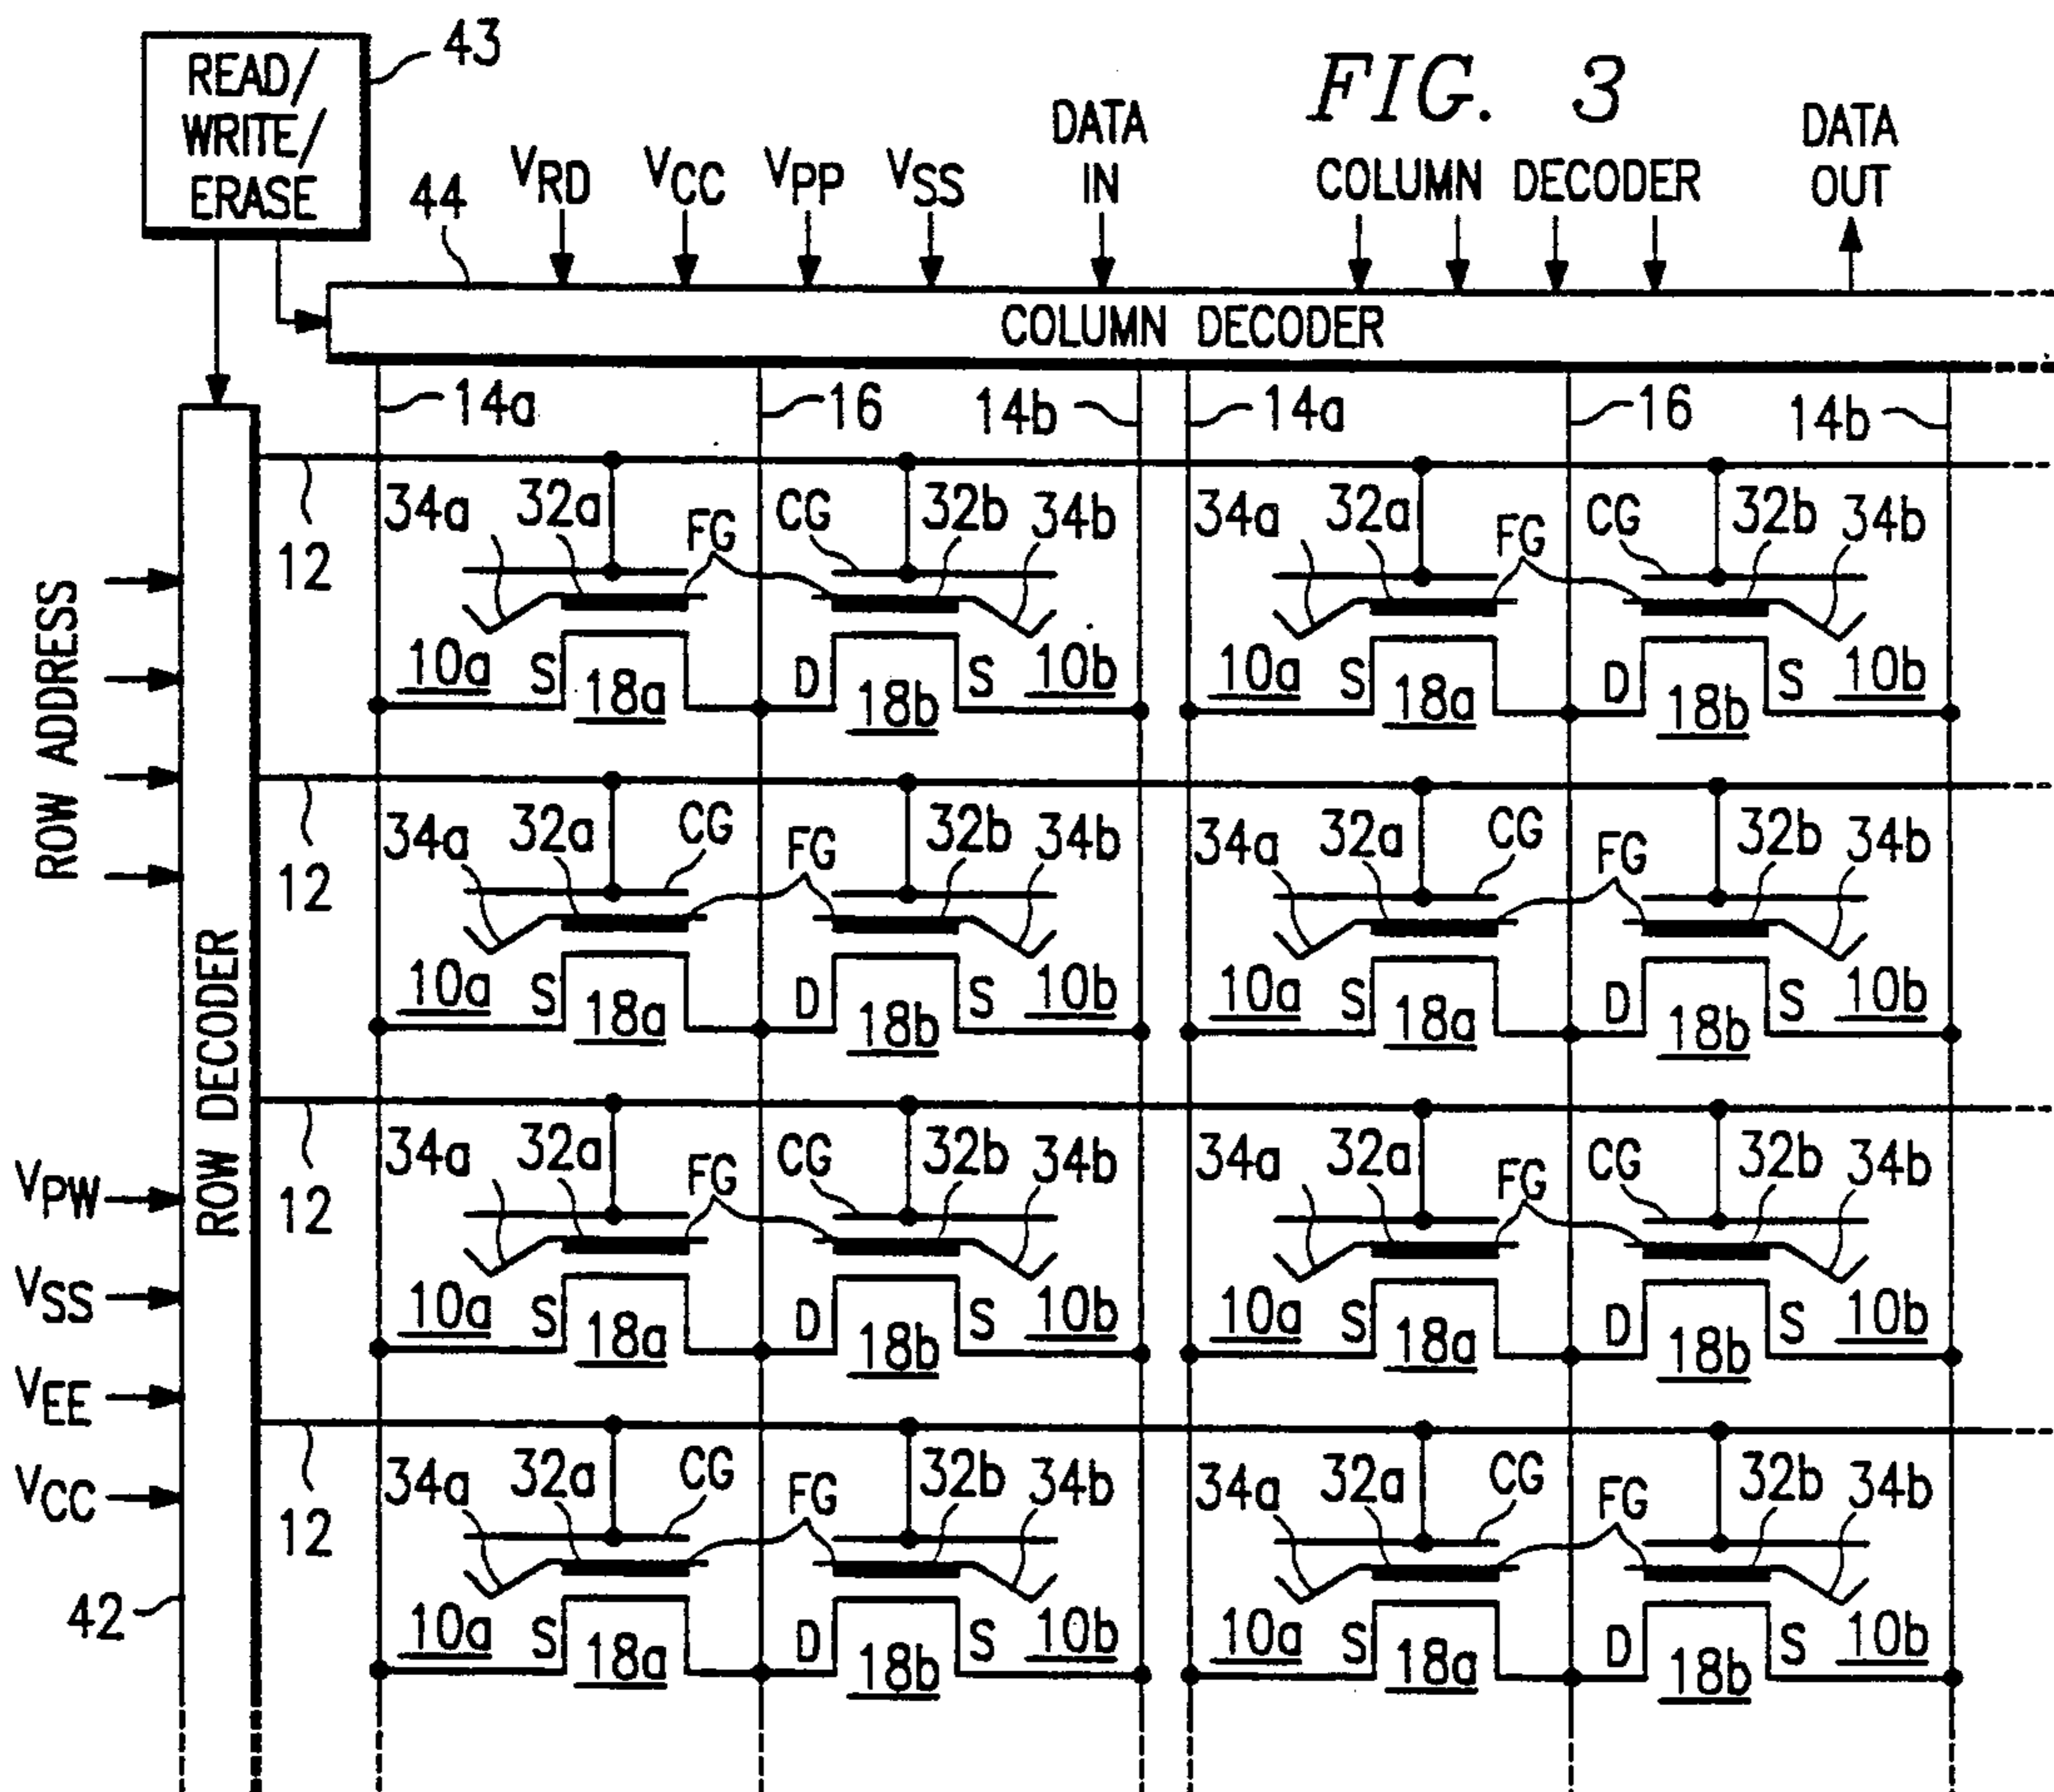 READ/
WRITE/
ERASE
43
FIG. 3
44
VRD VCC VPP VSS
DATA
IN
COLUMN DECODER
DATA
OUT
COLUMN DECODER
14a 16 14b 14a 16 14b
ROW ADDRESS
ROW DECODER
VPW
VSS
VEE
VCC
42
12
34a 32a FG CG 32b 34b 34a 32a FG CG 32b 34b
10a S 18a D 18b S 10b 10a S 18a D 18b S 10b
12
34a 32a CG FG 32b 34b 34a 32a CG FG 32b 34b
10a S 18a D 18b S 10b 10a S 18a D 18b S 10b
12
34a 32a FG CG 32b 34b 34a 32a FG CG 32b 34b
10a S 18a D 18b S 10b 10a S 18a D 18b S 10b
12
34a 32a CG FG 32b 34b 34a 32a CG FG 32b 34b
10a S 18a D 18b S 10b 10a S 18a D 18b S 10b